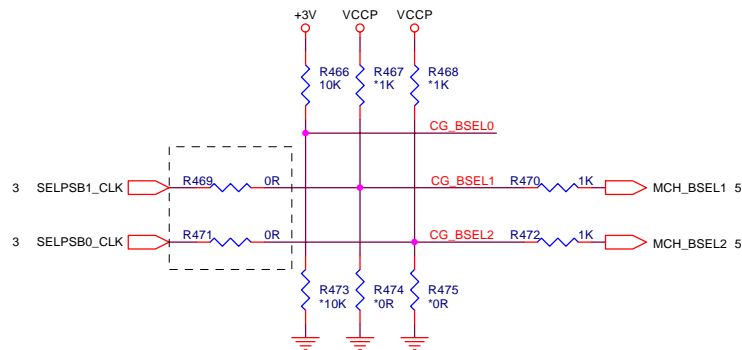 +3V VCCP VCCP
R466 R467 R468
10K *1K *1K
CG_BSEL0
R469 0R CG_BSEL1 R470 1K
3 SELPSB1_CLK MCH_BSEL1 5
R471 0R CG_BSEL2 R472 1K
3 SELPSB0_CLK MCH_BSEL2 5
R473 R474 R475
*10K *0R *0R